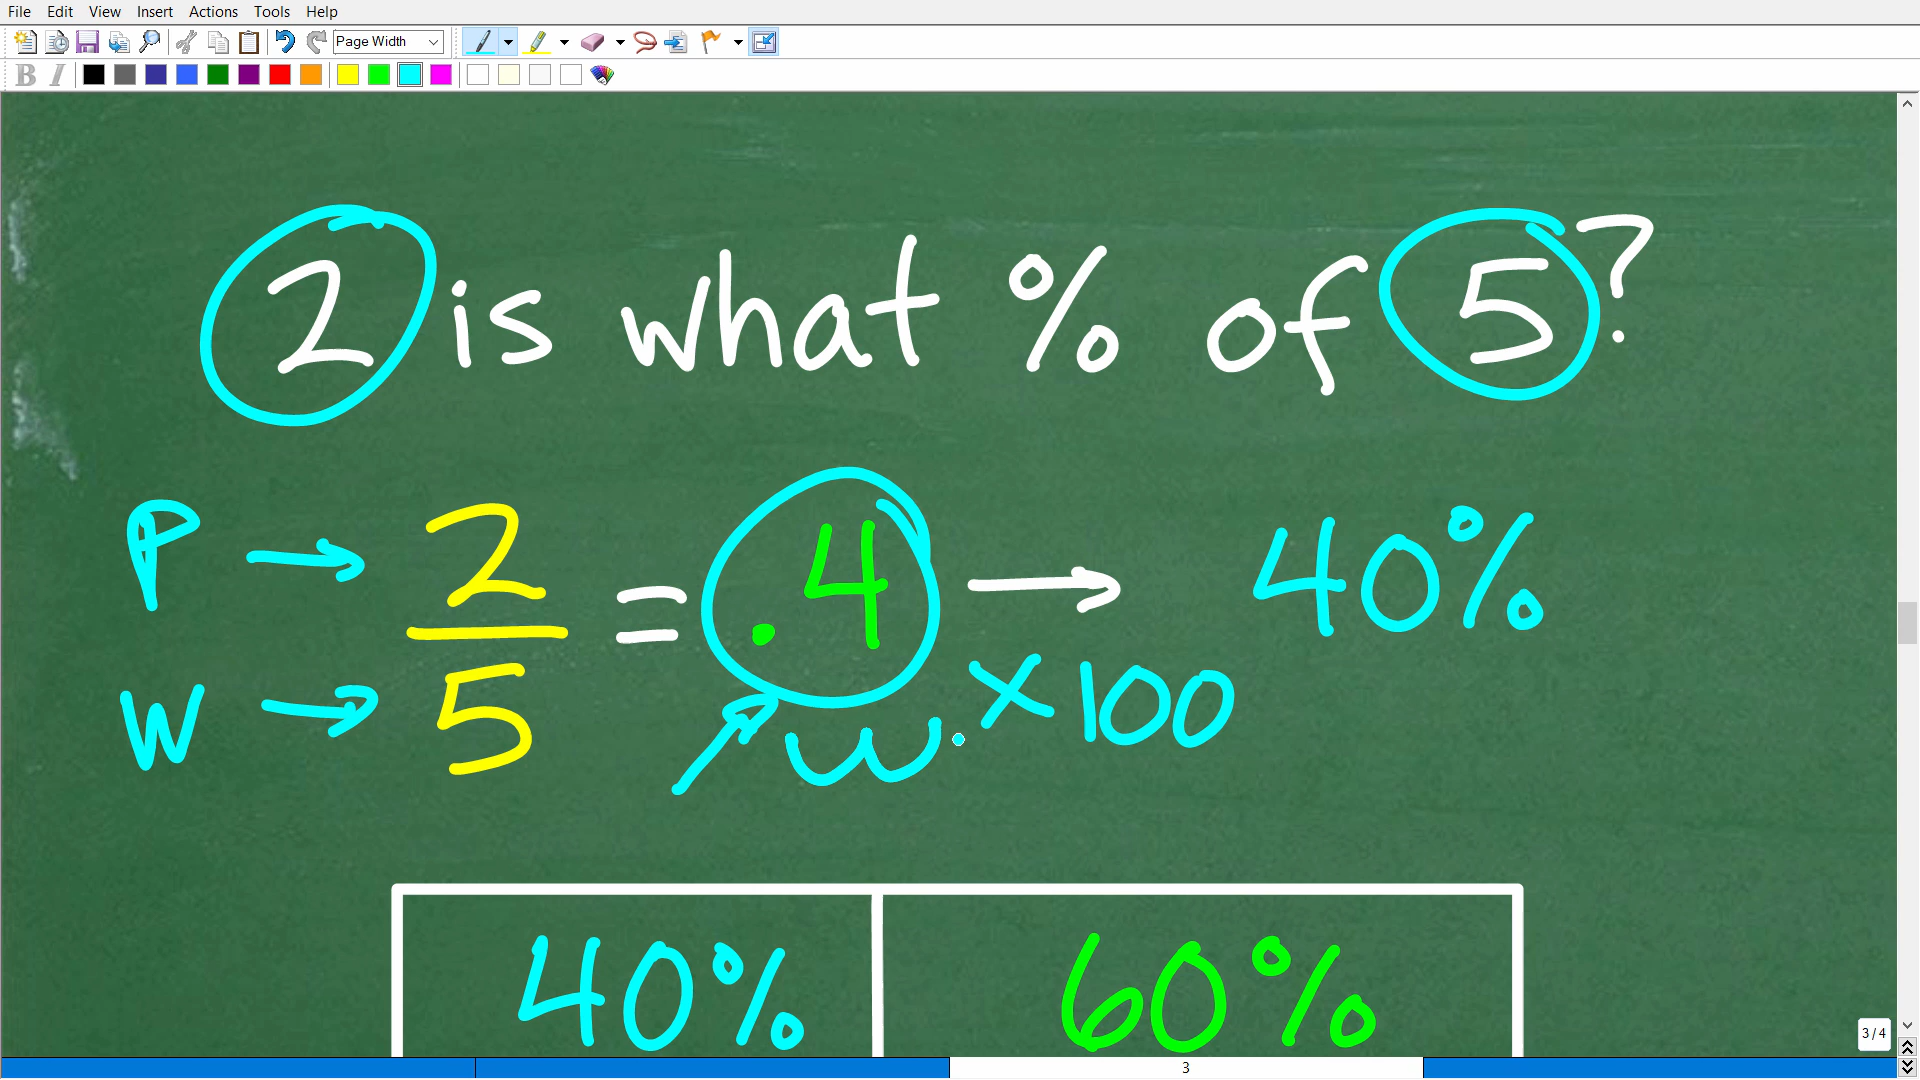 File Edit View Insert Actions Tools Help
Page Width
B I
2 is what % of 5?
P → 2/5 = .4 → 40%
W →
×100
40% 60%
3/4
3